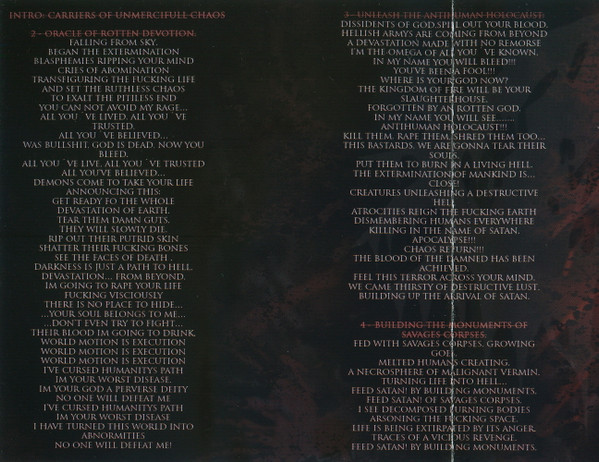 INTRO: CARRIERS OF UNMERCIFULL CHAOS
2 - ORACLE OF ROTTEN DEVOTION.
FALLING FROM SKY,
BEGAN THE EXTERMINATION
BLASPHEMIES RIPPING YOUR MIND
CRIES OF ABOMINATION
TRANSFIGURING THE FUCKING LIFE
AND SET THE RUTHLESS CHAOS
TO EXALT THE PITILESS END
YOU CAN NOT AVOID MY RAGE...
ALL YOU ¨VE LIVED, ALL YOU ¨VE
TRUSTED.
ALL YOU ¨VE BELIEVED...
WAS BULLSHIT. GOD IS DEAD. NOW YOU
BLEED.
ALL YOU ¨VE LIVE, ALL YOU ¨VE TRUSTED
ALL YOU'VE BELIEVED...
DEMONS COME TO TAKE YOUR LIFE
ANNOUNCING THIS:
GET READY FO THE WHOLE
DEVASTATION OF EARTH.
TEAR THEM DAMN GUTS.
THEY WILL SLOWLY DIE.
RIP OUT THEIR PUTRID SKIN
SHATTER THEIR FUCKING BONES
SEE THE FACES OF DEATH .
DARKNESS IS JUST A PATH TO HELL.
DEVASTATION... FROM BEYOND.
IM GOING TO RAPE YOUR LIFE
FUCKING VISCIOUSLY
THERE IS NO PLACE TO HIDE...
...YOUR SOUL BELONGS TO ME...
...DON'T EVEN TRY TO FIGHT...
THEIR BLOOD IM GOING TO DRINK.
WORLD MOTION IS EXECUTION
WORLD MOTION IS EXECUTION
WORLD MOTION IS EXECUTION
I'VE CURSED HUMANITYS PATH
IM YOUR WORST DISEASE.
IM YOUR GOD A PERVERSE DEITY
NO ONE WILL DEFEAT ME
I'VE CURSED HUMANITYS PATH
IM YOUR WORST DISEASE
I HAVE TURNED THIS WORLD INTO
ABNORMITIES
NO ONE WILL DEFEAT ME!
3 - UNLEASH THE ANTIHUMAN HOLOCAUST.
DISSIDENTS OF GOD SPILL OUT YOUR BLOOD.
HELLISH ARMYS ARE COMING FROM BEYOND
A DEVASTATION MADE WITH NO REMORSE
I'M THE OMEGA OF ALL YOU ¨VE KNOWN.
IN MY NAME YOU WILL BLEED!!!
YOU'VE BEEN A FOOL!!!
WHERE IS YOUR GOD NOW?
THE KINGDOM OF FIRE WILL BE YOUR
SLAUGHTERHOUSE.
FORGOTTEN BY AN ROTTEN GOD.
IN MY NAME YOU WILL SEE.......
ANTIHUMAN HOLOCAUST!!!
KILL THEM, RAPE THEM, SHRED THEM TOO...
THIS BASTARDS, WE ARE GONNA TEAR THEIR
SOULS.
PUT THEM TO BURN IN A LIVING HELL.
THE EXTERMINATION OF MANKIND IS...
CLOSE!!
CREATURES UNLEASHING A DESTRUCTIVE
HELL
ATROCITIES REIGN THE FUCKING EARTH
DISMEMBERING HUMANS EVERYWHERE
KILLING IN THE NAME OF SATAN.
APOCALYPSE!!!
CHAOS RETURN!!!
THE BLOOD OF THE DAMNED HAS BEEN
ACHIEVED.
FEEL THIS TERROR ACROSS YOUR MIND.
WE CAME THIRSTY OF DESTRUCTIVE LUST.
BUILDING UP THE ARRIVAL OF SATAN.
4 - BUILDING THE MONUMENTS OF
SAVAGES CORPSES.
FED WITH SAVAGES CORPSES, GROWING
GOEL.
MELTED HUMANS CREATING.
A NECROSPHERE OF MALIGNANT VERMIN.
TURNING LIFE INTO HELL...
FEED SATAN! BY BUILDING MONUMENTS.
FEED SATAN! OF SAVAGES CORPSES.
I SEE DECOMPOSED TURNING BODIES
ARSONING THE FUCKING SPACE.
LIFE IS BEING EXTIRPATED BY ITS ANGER.
TRACES OF A VICIOUS REVENGE.
FEED SATAN! BY BUILDING MONUMENTS.